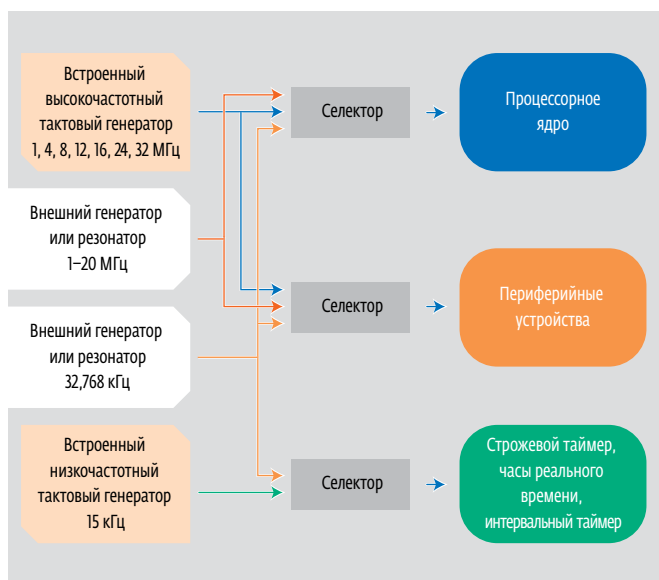 Встроенный
высокочастотный
тактовый генератор
1, 4, 8, 12, 16, 24, 32 МГц
Селектор
Процессорное
ядро
Внешний генератор
или резонатор
1–20 МГц
Селектор
Периферийные
устройства
Внешний генератор
или резонатор
32,768 кГц
Встроенный
низкочастотный
тактовый генератор
15 кГц
Селектор
Строжевой таймер,
часы реального
времени,
интервальный таймер